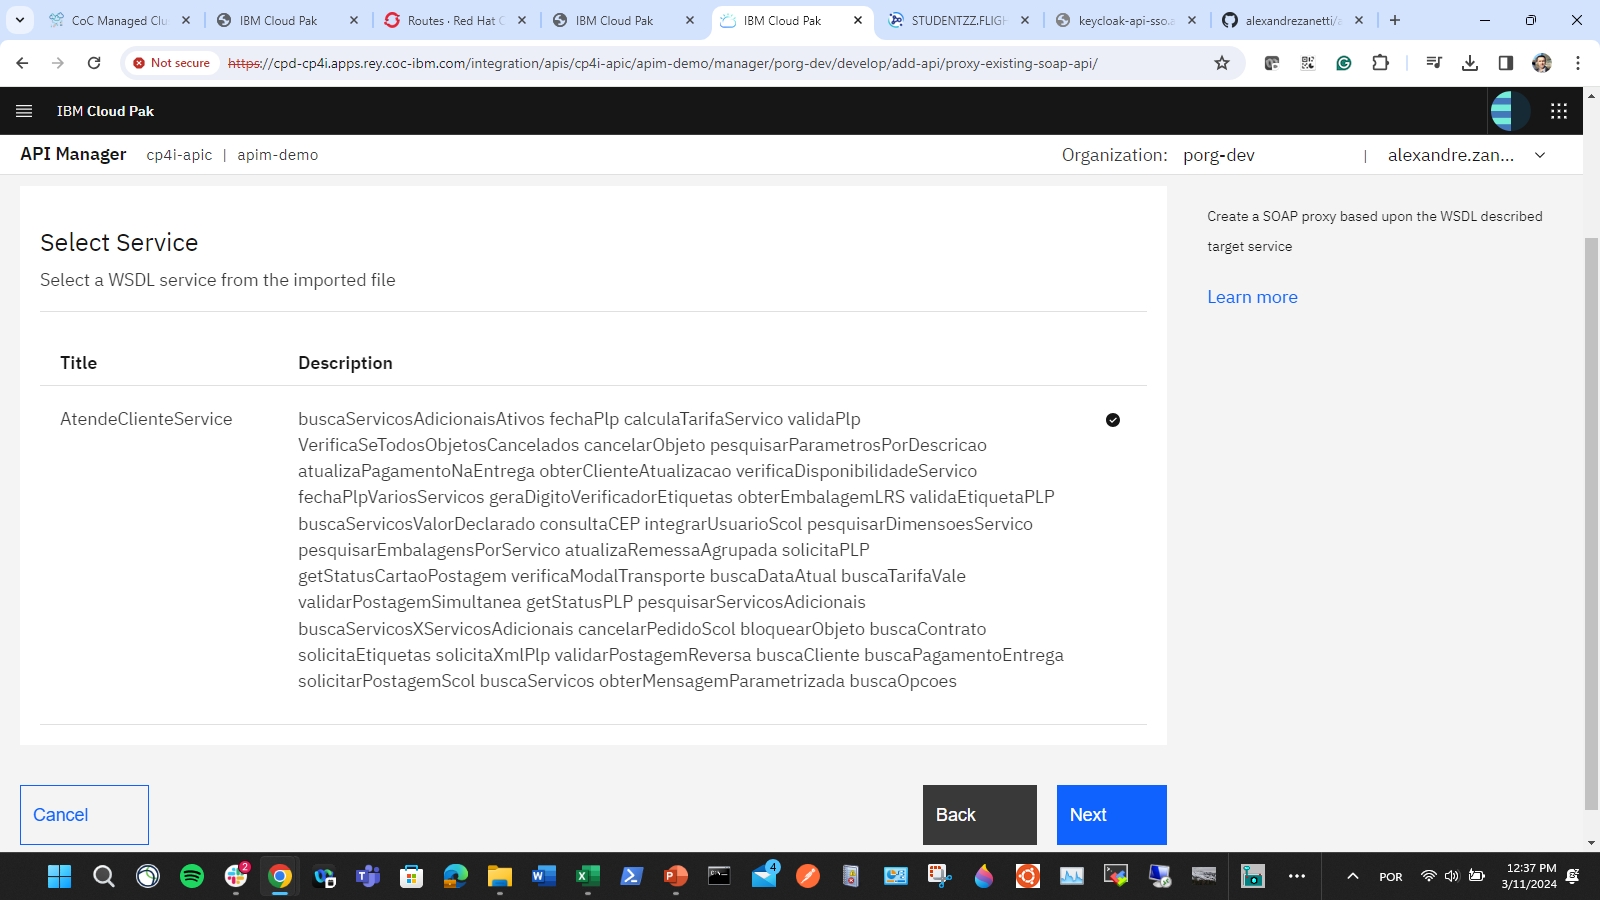 CoC Managed Clu
IBM Cloud Pak
Routes · Red Hat
IBM Cloud Pak
IBM Cloud Pak
STUDENTZZ.FLIGH
keycloak-api-sso.
alexandrezanetti/
Not secure
https://cpd-cp4i.apps.rey.coc-ibm.com/integration/apis/cp4i-apic/apim-demo/manager/porg-dev/develop/add-api/proxy-existing-soap-api/
IBM Cloud Pak
API Manager cp4i-apic | apim-demo
Organization: porg-dev | alexandre.zan...
Create a SOAP proxy based upon the WSDL described
target service
Learn more
Select Service
Select a WSDL service from the imported file
Title Description
AtendeClienteService
buscaServicosAdicionaisAtivos fechaPlp calculaTarifaServico validaPlp
VerificaSeTodosObjetosCancelados cancelarObjeto pesquisarParametrosPorDescricao
atualizaPagamentoNaEntrega obterClienteAtualizacao verificaDisponibilidadeServico
fechaPlpVariosServicos geraDigitoVerificadorEtiquetas obterEmbalagemLRS validaEtiquetaPLP
buscaServicosValorDeclarado consultaCEP integrarUsuarioScol pesquisarDimensoesServico
pesquisarEmbalagensPorServico atualizaRemessaAgrupada solicitaPLP
getStatusCartaoPostagem verificaModalTransporte buscaDataAtual buscaTarifaVale
validarPostagemSimultanea getStatusPLP pesquisarServicosAdicionais
buscaServicosXServicosAdicionais cancelarPedidoScol bloquearObjeto buscaContrato
solicitaEtiquetas solicitaXmlPlp validarPostagemReversa buscaCliente buscaPagamentoEntrega
solicitarPostagemScol buscaServicos obterMensagemParametrizada buscaOpcoes
Cancel
Back
Next
2
4
POR
12:37 PM
3/11/2024